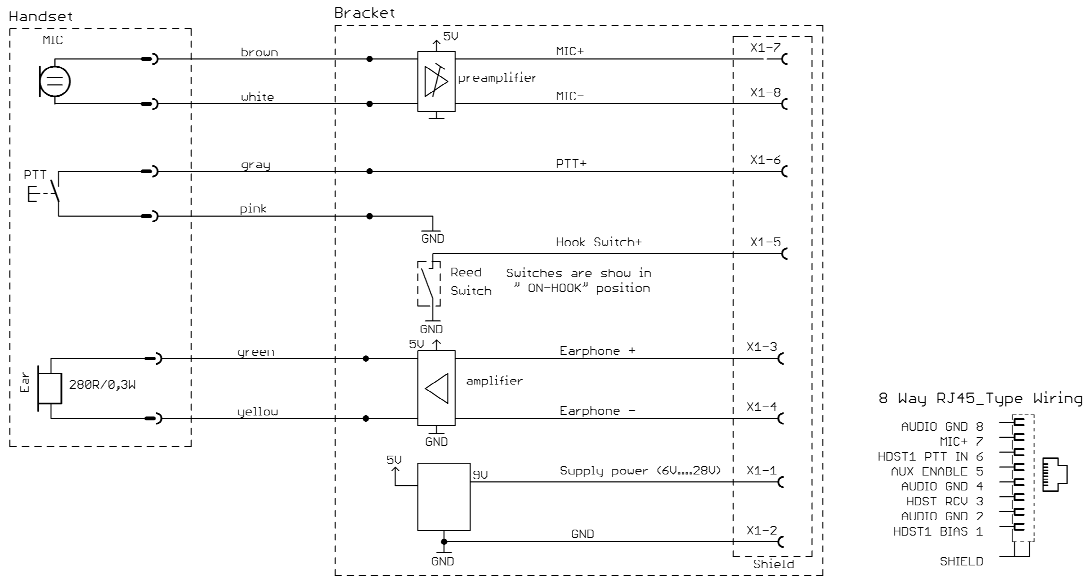 Handset
Bracket
MIC
brown
5V
MIC+
X1-7
preamplifier
white
MIC-
X1-8
PTT
gray
PTT+
X1-6
pink
GND
Hook Switch+
X1-5
Reed
Switch
Switches are show in
" ON-HOOK" position
GND
5V
green
Earphone +
X1-3
Ear
280R/0,3W
amplifier
yellow
Earphone -
X1-4
GND
5V
9V
Supply power (6V....28V)
X1-1
GND
X1-2
GND
Shield
8 Way RJ45_Type Wiring
AUDIO GND 8
MIC+ 7
HDST1 PTT IN 6
AUX ENABLE 5
AUDIO GND 4
HDST RCV 3
AUDIO GND 2
HDST1 BIAS 1
SHIELD